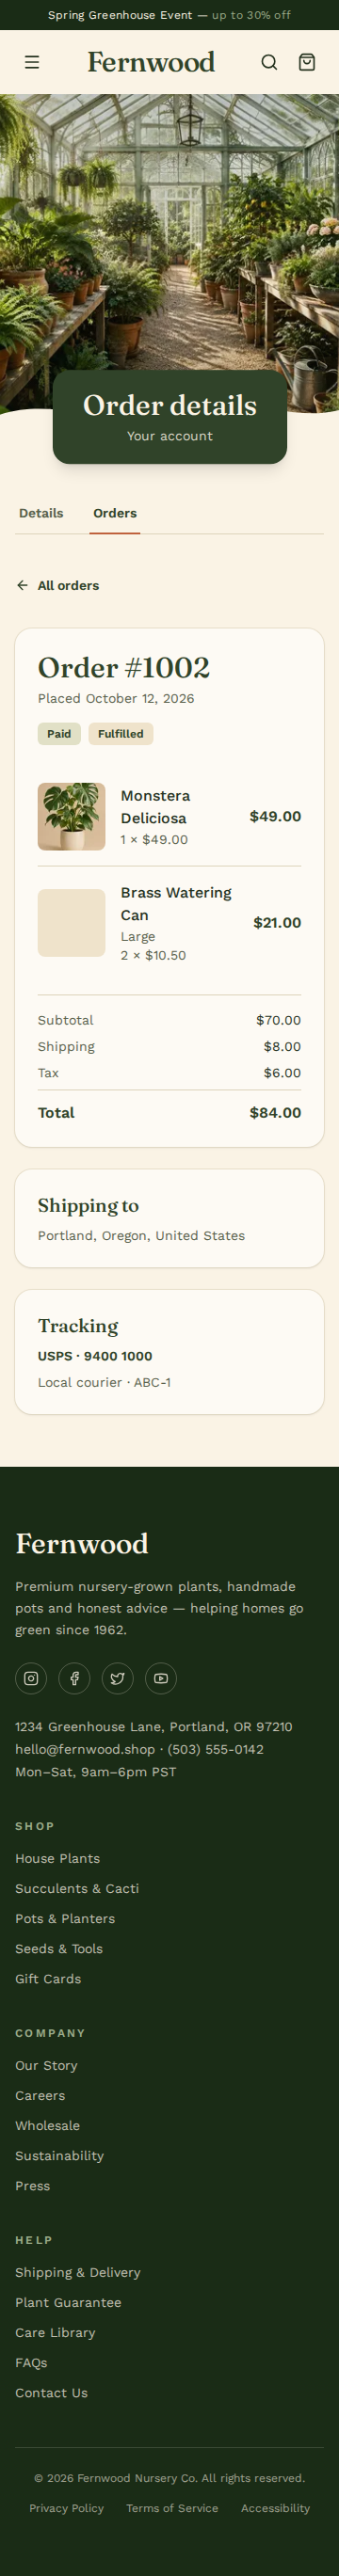 Spring Greenhouse Event — up to 30% off
Fernwood
Order details
Your account
Details Orders
All orders
Order #1002
Placed October 12, 2026
Paid Fulfilled
Monstera
Deliciosa
1 × $49.00
$49.00
Brass Watering
Can
Large
2 × $10.50
$21.00
Subtotal $70.00
Shipping $8.00
Tax $6.00
Total $84.00
Shipping to
Portland, Oregon, United States
Tracking
USPS · 9400 1000
Local courier · ABC-1
Fernwood
Premium nursery-grown plants, handmade
pots and honest advice — helping homes go
green since 1962.
1234 Greenhouse Lane, Portland, OR 97210
hello@fernwood.shop · (503) 555-0142
Mon–Sat, 9am–6pm PST
SHOP
House Plants
Succulents & Cacti
Pots & Planters
Seeds & Tools
Gift Cards
COMPANY
Our Story
Careers
Wholesale
Sustainability
Press
HELP
Shipping & Delivery
Plant Guarantee
Care Library
FAQs
Contact Us
© 2026 Fernwood Nursery Co. All rights reserved.
Privacy Policy Terms of Service Accessibility